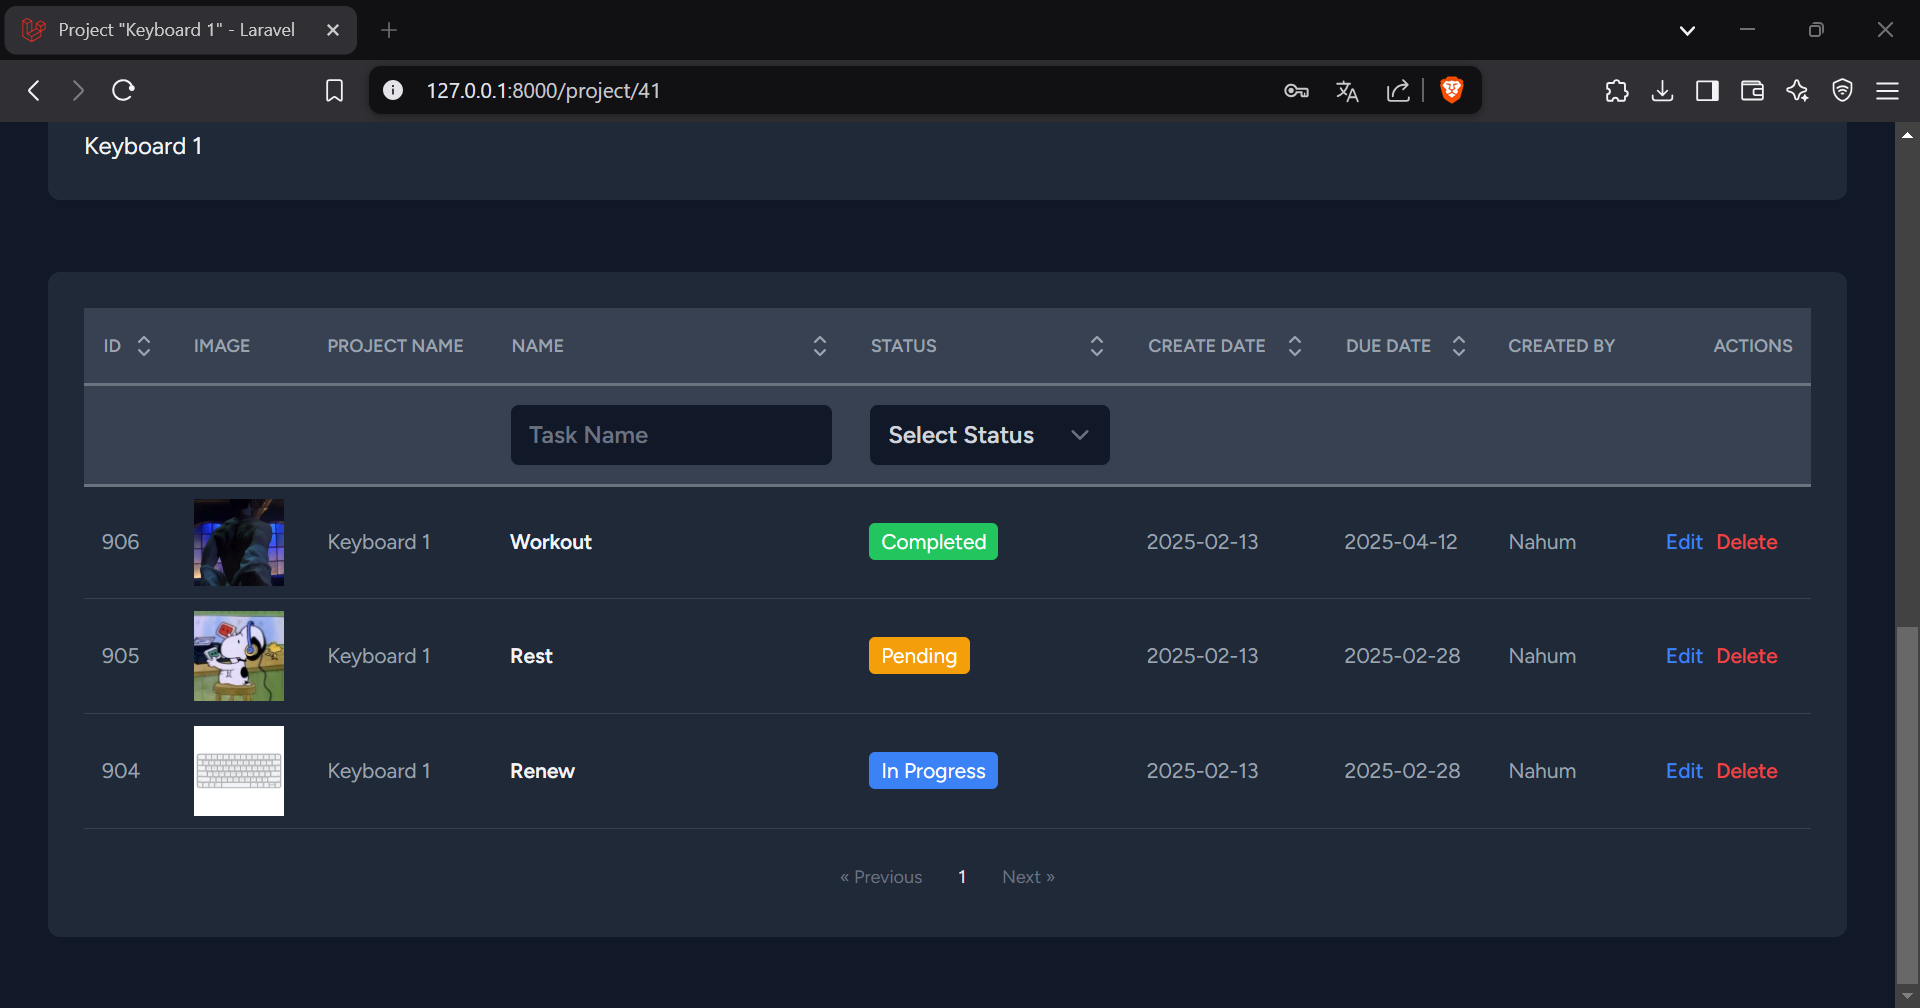 Project "Keyboard 1" - Laravel
127.0.0.1:8000/project/41
Keyboard 1
ID IMAGE PROJECT NAME NAME STATUS CREATE DATE DUE DATE CREATED BY ACTIONS
Task Name Select Status
906 Keyboard 1 Workout Completed 2025-02-13 2025-04-12 Nahum Edit Delete
905 Keyboard 1 Rest Pending 2025-02-13 2025-02-28 Nahum Edit Delete
904 Keyboard 1 Renew In Progress 2025-02-13 2025-02-28 Nahum Edit Delete
« Previous 1 Next »